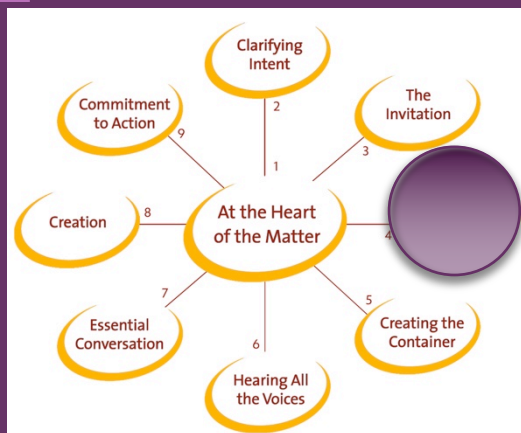 Clarifying
Intent
2
The
Invitation
3
Commitment
to Action
9
1
At the Heart
of the Matter
Creation
8
4
7
Essential
Conversation
5
Creating the
Container
6
Hearing All
the Voices